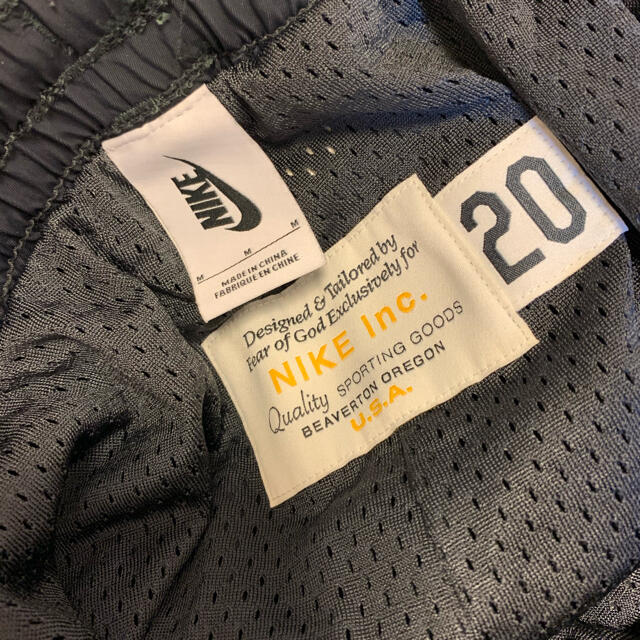 NIKE
M M M M
MADE IN CHINA
FABRIQUÉ EN CHINE
Designed & Tailored by
Fear of God Exclusively for
NIKE Inc.
Quality SPORTING GOODS
BEAVERTON OREGON
U.S.A.
20